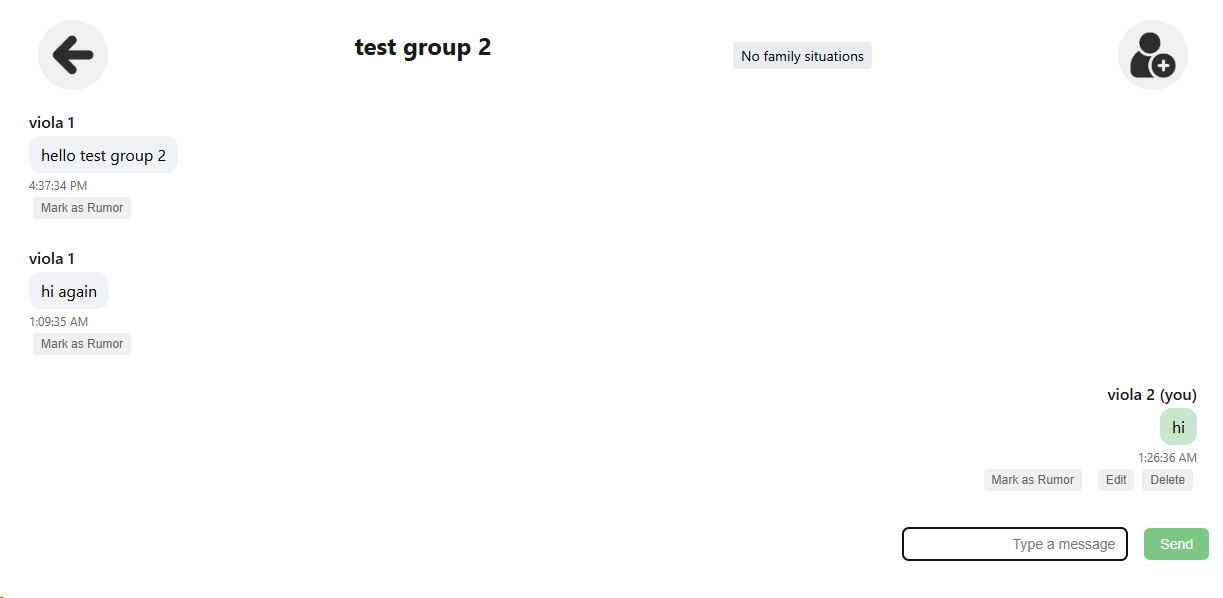 test group 2
No family situations
viola 1
hello test group 2
4:37:34 PM
Mark as Rumor
viola 1
hi again
1:09:35 AM
Mark as Rumor
viola 2 (you)
hi
1:26:36 AM
Mark as Rumor Edit Delete
Type a message Send